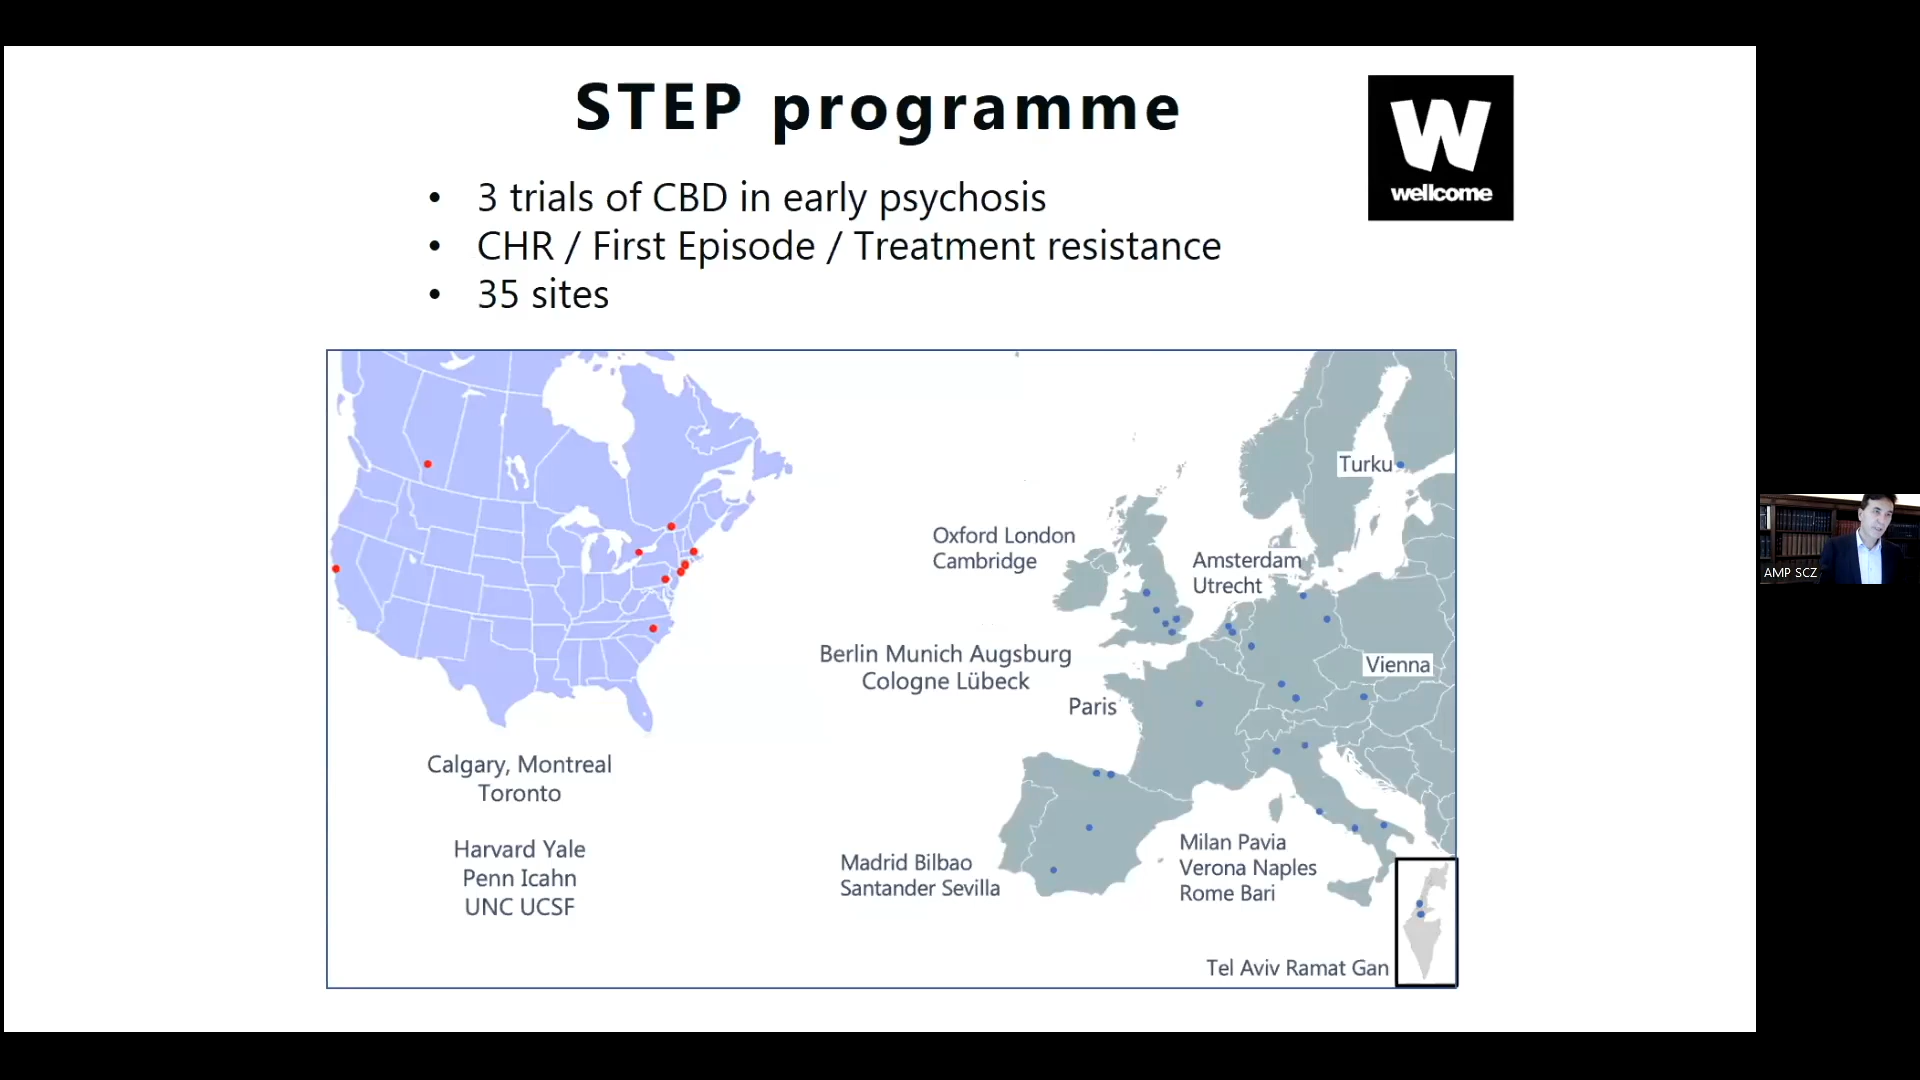 STEP programme
W
wellcome
• 3 trials of CBD in early psychosis
• CHR / First Episode / Treatment resistance
• 35 sites
Turku
Oxford London
Cambridge
Amsterdam
Utrecht
Berlin Munich Augsburg
Cologne Lübeck
Vienna
Paris
Calgary, Montreal
Toronto
Harvard Yale
Penn Icahn
UNC UCSF
Madrid Bilbao
Santander Sevilla
Milan Pavia
Verona Naples
Rome Bari
Tel Aviv Ramat Gan
AMP SCZ